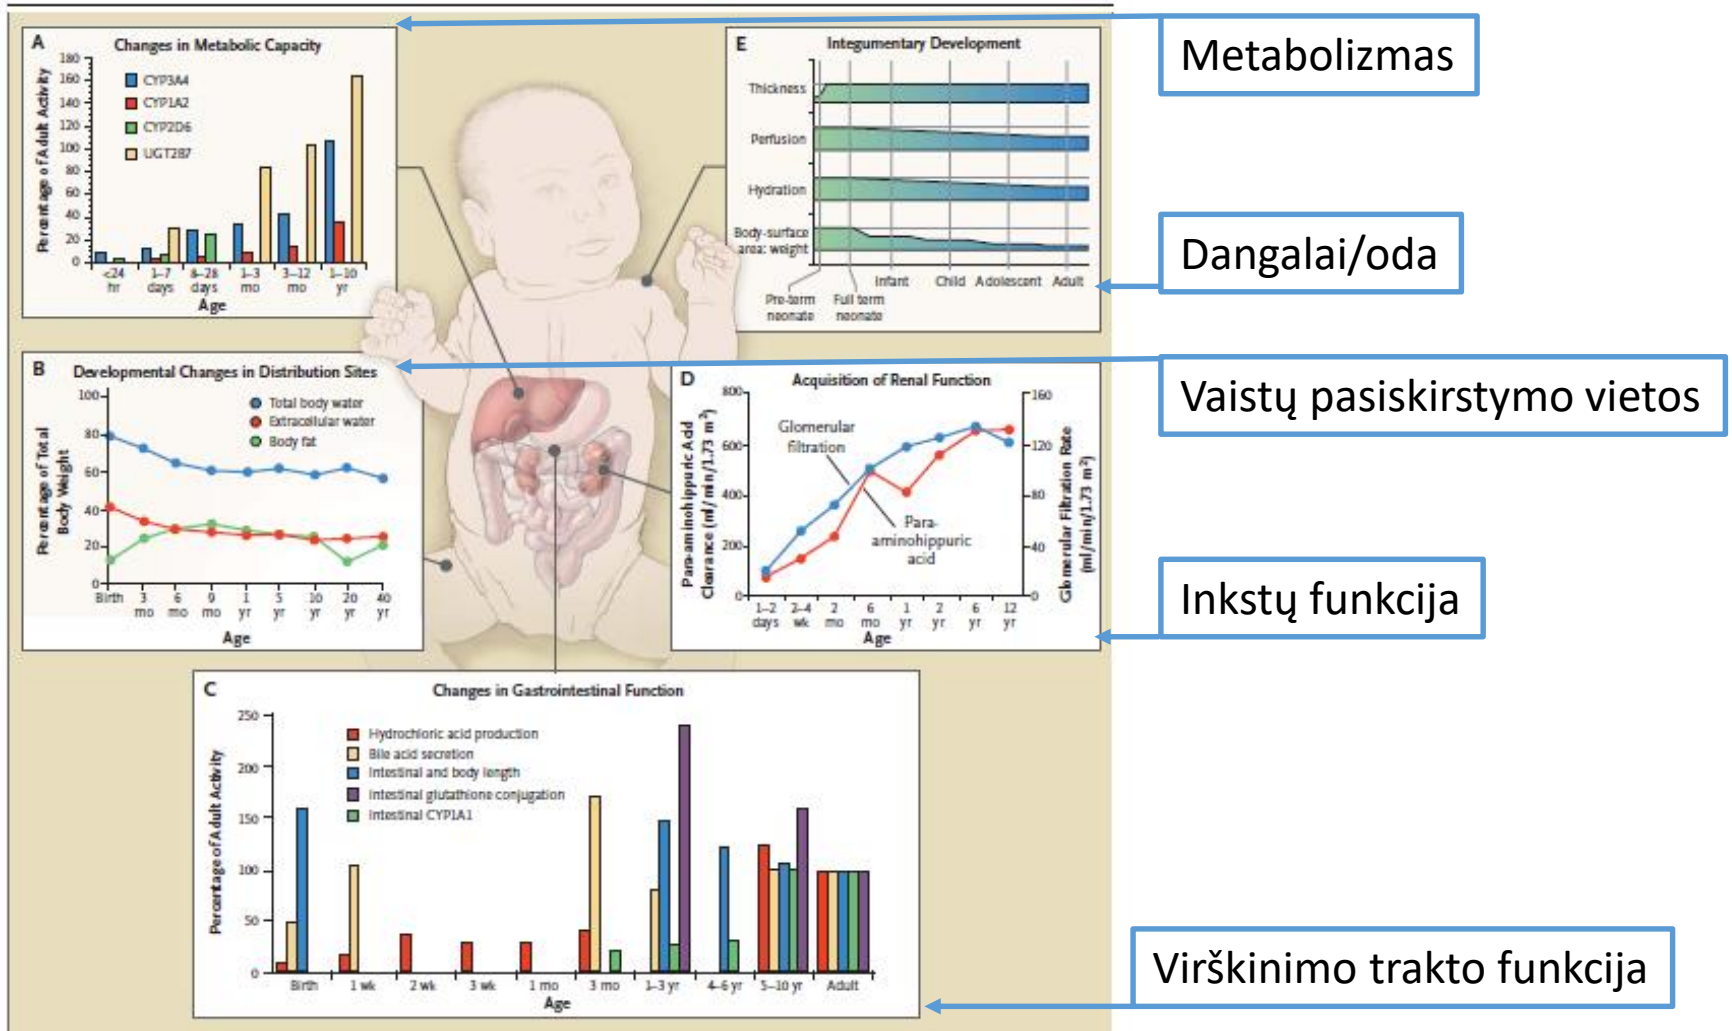 A
Changes in Metabolic Capacity
Percentage of Adult Activity
180
160
140
120
100
80
60
40
20
0
CYP3A4
CYP1A2
CYP2D6
UGT2B7
<24 hr
1–7 days
8–28 days
1–3 mo
3–12 mo
1–10 yr
Age
E
Integumentary Development
Thickness
Perfusion
Hydration
Body-surface
area: weight
Infant Child Adolescent Adult
Pre-term neonate
Full term neonate
Metabolizmas
Dangalai/oda
B
Developmental Changes in Distribution Sites
Percentage of Total
Body Weight
100
80
60
40
20
0
Total body water
Extracellular water
Body fat
Birth
3 mo
6 mo
9 mo
1 yr
5 yr
10 yr
20 yr
40 yr
Age
D
Acquisition of Renal Function
Para-aminohippuric Acid
Clearance (ml/min/1.73 m²)
800
600
400
200
0
Glomerular
filtration
Para-
aminohippuric
acid
160
120
80
40
0
Glomerular Filtration Rate
(ml/min/1.73 m²)
1–2 days
2–4 wk
2 mo
6 mo
1 yr
2 yr
6 yr
12 yr
Age
Vaistų pasiskirstymo vietos
Inkstų funkcija
C
Changes in Gastrointestinal Function
Percentage of Adult Activity
250
200
150
100
50
0
Hydrochloric acid production
Bile acid secretion
Intestinal and body length
Intestinal glutathione conjugation
Intestinal CYP1A1
Birth 1 wk 2 wk 3 wk 1 mo 3 mo 1–3 yr 4–6 yr 5–10 yr Adult
Age
Virškinimo trakto funkcija